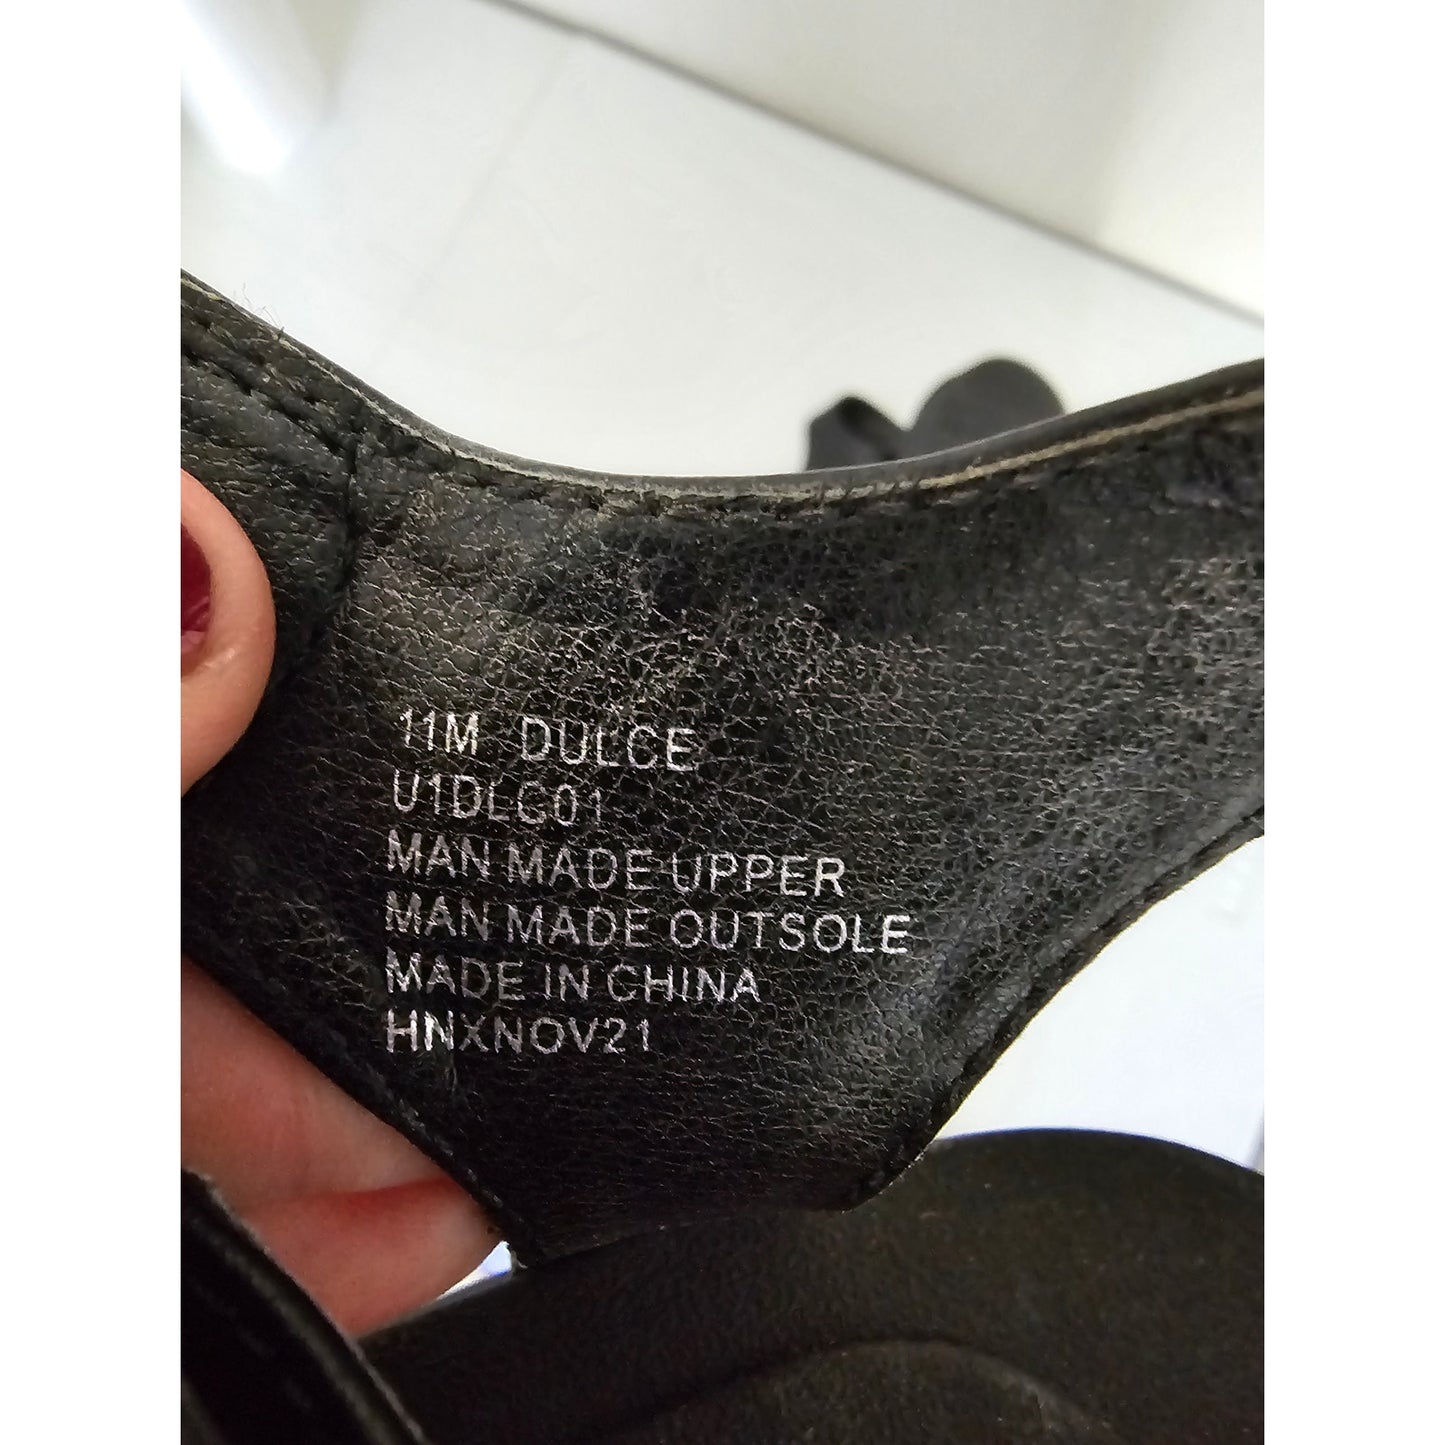 11M DULCE
U1DLC01
MAN MADE UPPER
MAN MADE OUTSOLE
MADE IN CHINA
HNXNOV21